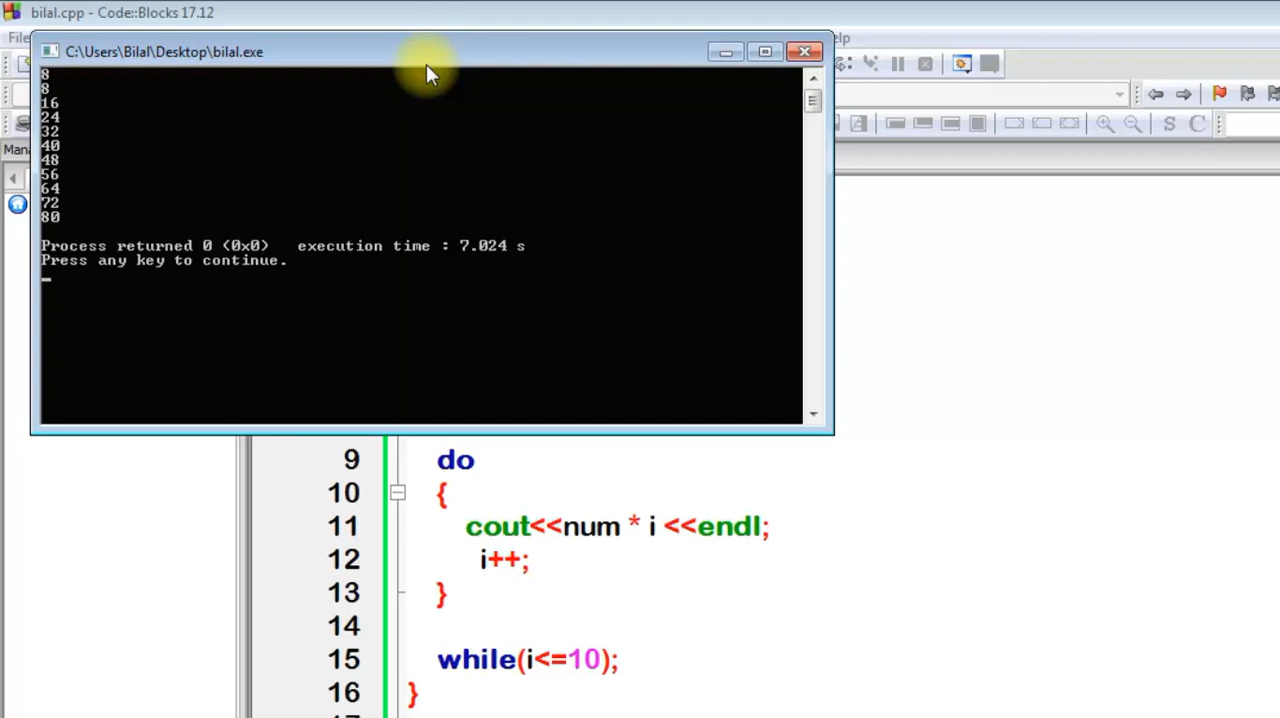 bilal.cpp - Code::Blocks 17.12
File
elp
C:\Users\Bilal\Desktop\bilal.exe
8
8
16
24
32
40
48
56
64
72
80
Process returned 0 (0x0)   execution time : 7.024 s
Press any key to continue.
S C
9 do
10 {
11 cout<<num * i <<endl;
12 i++;
13 }
14
15 while(i<=10);
16 }